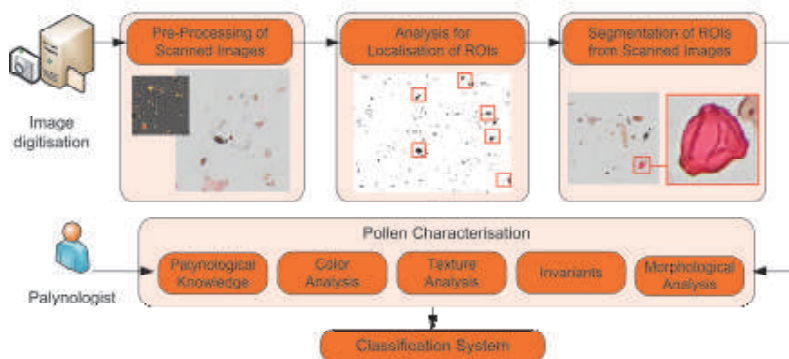 Pre-Processing of
Scanned Images
Analysis for
Localisation of ROIs
Segmentation of ROIs
from Scanned Images
Image
digitisation
Pollen Characterisation
Palynological
Knowledge
Color
Analysis
Texture
Analysis
Invariants
Morphological
Analysis
Palynologist
Classification System